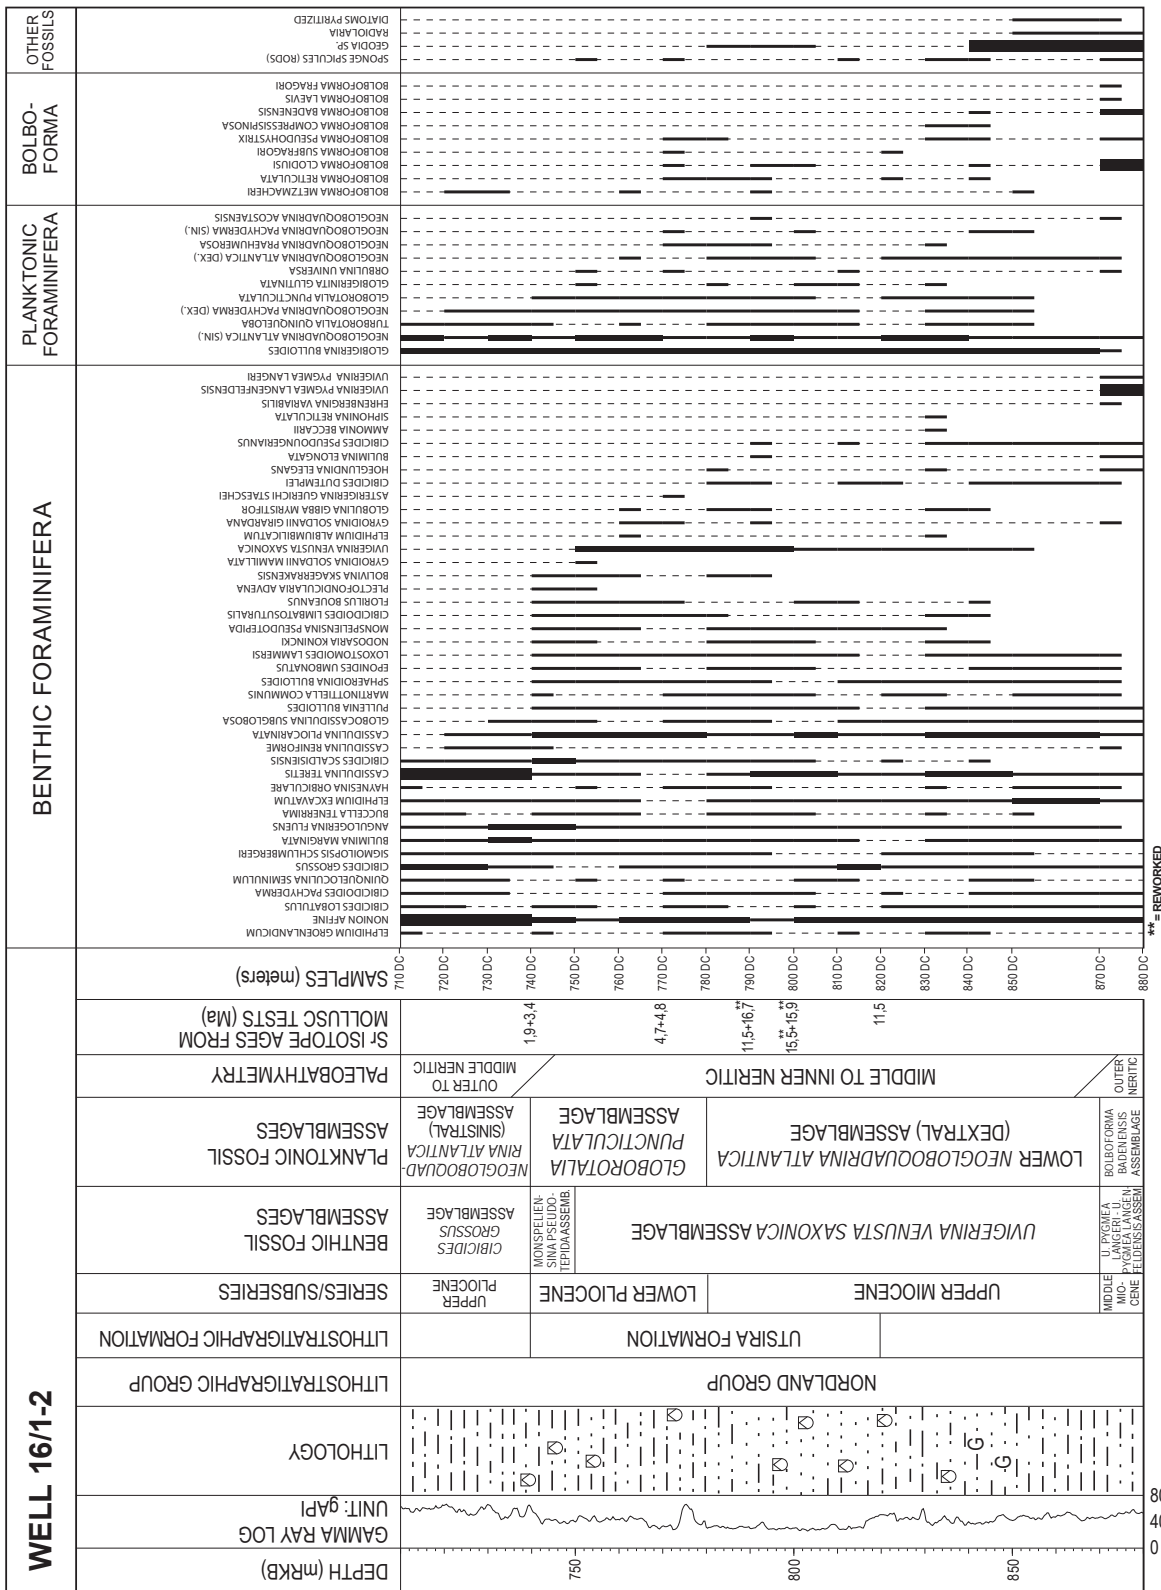 WELL 16/1-2
DEPTH (mRKB)
750
800
850
GAMMA RAY LOG
UNIT: gAPI
0
40
80
LITHOLOGY
G
G
LITHOSTRATIGRAPHIC GROUP
NORDLAND GROUP
LITHOSTRATIGRAPHIC FORMATION
UTSIRA FORMATION
SERIES/SUBSERIES
UPPER
PLIOCENE
LOWER PLIOCENE
UPPER MIOCENE
MIDDLE
MIO-
CENE
BENTHIC FOSSIL
ASSEMBLAGES
CIBICIDES
GROSSUS
ASSEMBLAGE
MONSPELIEN-
SINA PSEUDO-
TEPIDA ASSEMB.
UVIGERINA VENUSTA SAXONICA ASSEMBLAGE
U. PYGMEA
LANGERI - U.
PYGMEA LANGEN-
FELDENSIS ASSEM
PLANKTONIC FOSSIL
ASSEMBLAGES
NEOGLOBOQUAD-
RINA ATLANTICA
(SINISTRAL)
ASSEMBLAGE
GLOBOROTALIA
PUNCTICULATA
ASSEMBLAGE
LOWER NEOGLOBOQUADRINA ATLANTICA
(DEXTRAL) ASSEMBLAGE
BOLBOFORMA
BADENENSIS
ASSEMBLAGE
PALEOBATHYMETRY
OUTER TO
MIDDLE NERITIC
MIDDLE TO INNER NERITIC
OUTER
NERITIC
Sr ISOTOPE AGES FROM
MOLLUSC TESTS (Ma)
1,9+3,4
4,7+4,8
11,5+16,7**
15,5+15,9
** **
11,5
SAMPLES (meters)
710 DC
720 DC
730 DC
740 DC
750 DC
760 DC
770 DC
780 DC
790 DC
800 DC
810 DC
820 DC
830 DC
840 DC
850 DC
870 DC
880 DC
BENTHIC FORAMINIFERA
ELPHIDIUM GROENLANDICAN
NONION AFFINE
CIBICIDES LOBATULUS
CIBICIDOIDES PACHYDERMA
QUINQUELOCULINA SEMINULUM
CIBICIDES GROSSUS
SIGMOILOPSIS SCHLUMBERGERI
BULIMINA MARGINATA
ANGULOGERINA FLUENS
BUCCELLA TENERRIMA
ELPHIDIUM EXCAVATUM
HAYNESINA ORBICULARE
CASSIDULINA TERETIS
CIBICIDES SCALDISIENSIS
CASSIDULINA RENIFORME
CASSIDULINA PLIOCARINATA
GLOBOCASSIDULINA SUBGLOBOSA
PULLENIA BULLOIDES
MARTINOTTIELLA COMMUNIS
SPHAEROIDINA BULLOIDES
EPONIDES UMBONATUS
LOXOSTOMOIDES LAMMERSI
NODOSARIA KONINCKI
MONSPELIENSINA PSEUDOTEPIDA
CIBICIDOIDES LIMBATOSUTURALIS
FLORILUS BOUEANUS
PLECTOFONDICULARIA ADVENA
BOLIVINA SKAGERRAKENSIS
GYROIDINA SOLDANII MAMILLATA
UVIGERINA VENUSTA SAXONICA
ELPHIDIUM ALBIUMBILICATUM
GYROIDINA SOLDANII GIRARDANA
GLOBULINA GIBBA MYRISTIFOR
ASTERIGERINA GUERICHI STAESCHEI
CIBICIDES DUTEMPLEI
HOEGLUNDINA ELEGANS
BULIMINA ELONGATA
CIBICIDES PSEUDOUNGERIANUS
AMMONIA BECCARII
SIPHONINA RETICULATA
EHRENBERGINA VARIABILIS
UVIGERINA PYGMEA LANGENFELDENSIS
UVIGERINA PYGMEA LANGERI
PLANKTONIC
FORAMINIFERA
GLOBIGERINA BULLOIDES
NEOGLOBOQUADRINA ATLANTICA (SIN.)
TURBOROTALIA QUINQUELOBA
NEOGLOBOQUADRINA PACHYDERMA (DEX.)
GLOBOROTALIA PUNCTICULATA
GLOBIGERINITA GLUTINATA
ORBULINA UNIVERSA
NEOGLOBOQUADRINA ATLANTICA (DEX.)
NEOGLOBOQUADRINA PRAEHUMEROSA
NEOGLOBOQUADRINA PACHYDERMA (SIN.)
NEOGLOBOQUADRINA ACOSTAENSIS
BOLBO-
FORMA
BOLBOFORMA METZMACHERI
BOLBOFORMA RETICULATA
BOLBOFORMA CLODIUSI
BOLBOFORMA SUBFRAGORI
BOLBOFORMA PSEUDOHYSTRIX
BOLBOFORMA COMPRESSISPINOSA
BOLBOFORMA BADENENSIS
BOLBOFORMA LAEVIS
BOLBOFORMA FRAGORI
OTHER
FOSSILS
SPONGE SPICULES (RODS)
GEODIA SP.
RADIOLARIA
DIATOMS PYRITIZED
** = REWORKED